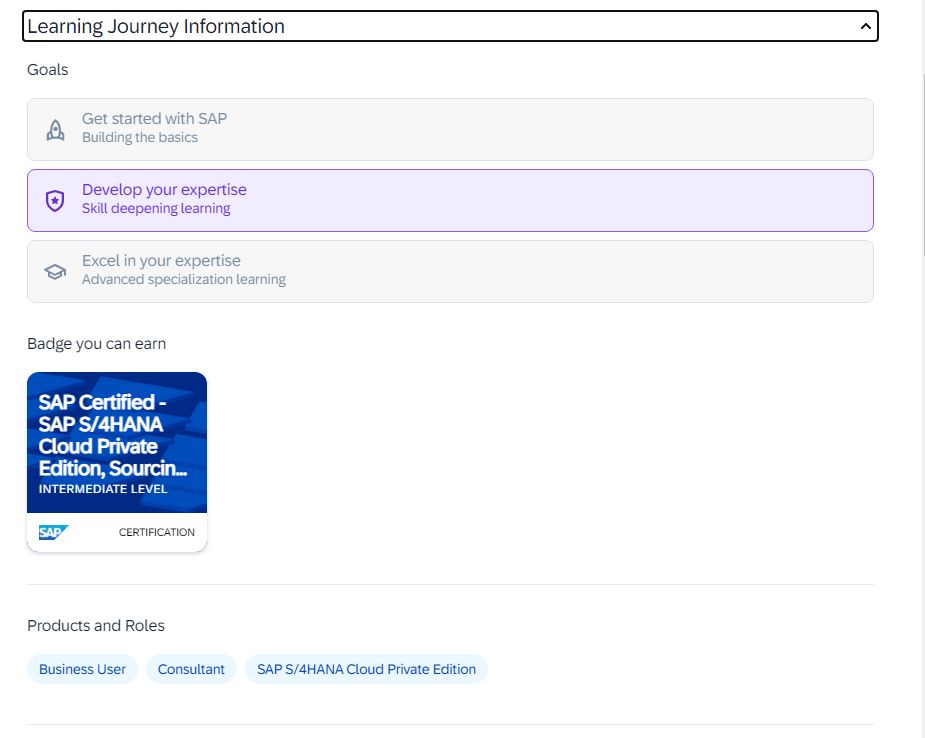 Learning Journey Information
Goals
Get started with SAP
Building the basics
Develop your expertise
Skill deepening learning
Excel in your expertise
Advanced specialization learning
Badge you can earn
SAP Certified -
SAP S/4HANA
Cloud Private
Edition, Sourcin...
INTERMEDIATE LEVEL
SAP CERTIFICATION
Products and Roles
Business User Consultant SAP S/4HANA Cloud Private Edition